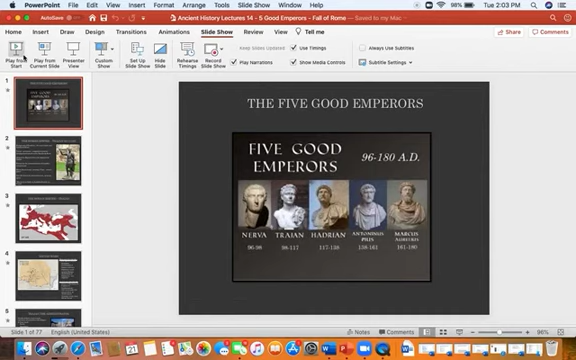 PowerPoint File Edit View Insert Format Arrange Tools Slide Show Window Help
Tue 2:03 PM
AutoSave
Ancient History Lectures 14 - 5 Good Emperors - Fall of Rome — Saved to my Mac
Home Insert Draw Design Transitions Animations Slide Show Review View Tell me
Share Comments
Play from Start
Play from Current Slide
Presenter View
Custom Show
Set Up Slide Show
Hide Slide
Rehearse Timings
Record Slide Show
Keep Slides Updated
Use Timings
Always Use Subtitles
Play Narrations
Show Media Controls
Subtitle Settings
1
2
3
4
5
THE FIVE GOOD EMPERORS
FIVE GOOD
EMPERORS
96-180 A.D.
NERVA TRAJAN HADRIAN ANTONINUS PIUS MARCUS AURELIUS
96-98 98-117 117-138 138-161 161-180
Slide 1 of 77 English (United States)
Notes Comments
96%